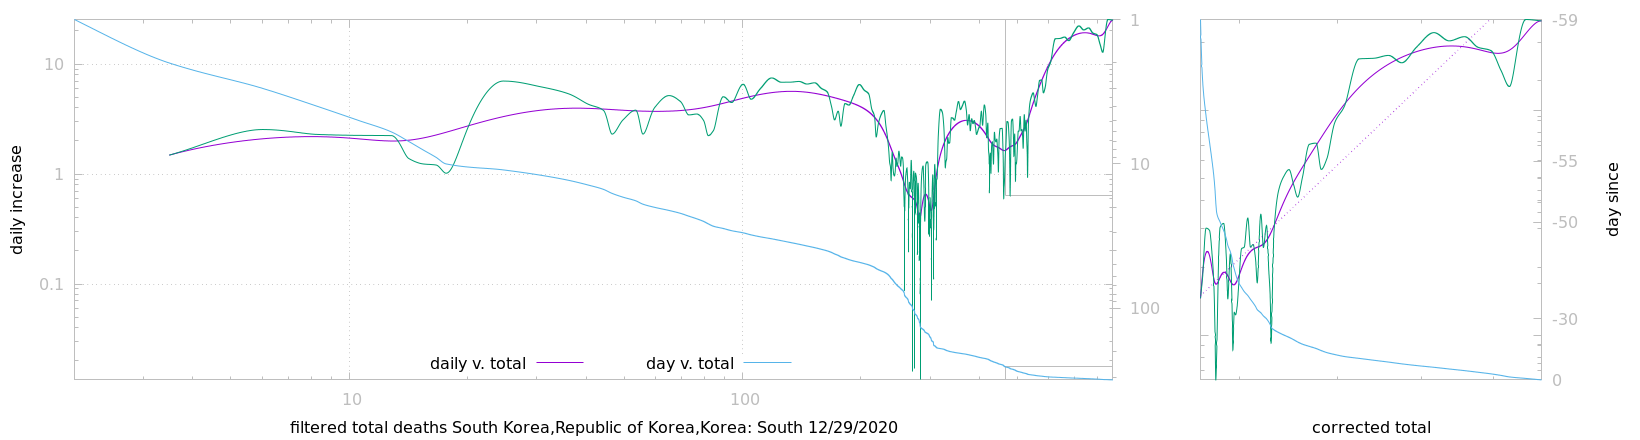 daily increase
10
1
0.1
1
10
100
daily v. total
day v. total
10
100
filtered total deaths South Korea,Republic of Korea,Korea: South 12/29/2020
-59
-55
-50
-30
0
day since
corrected total